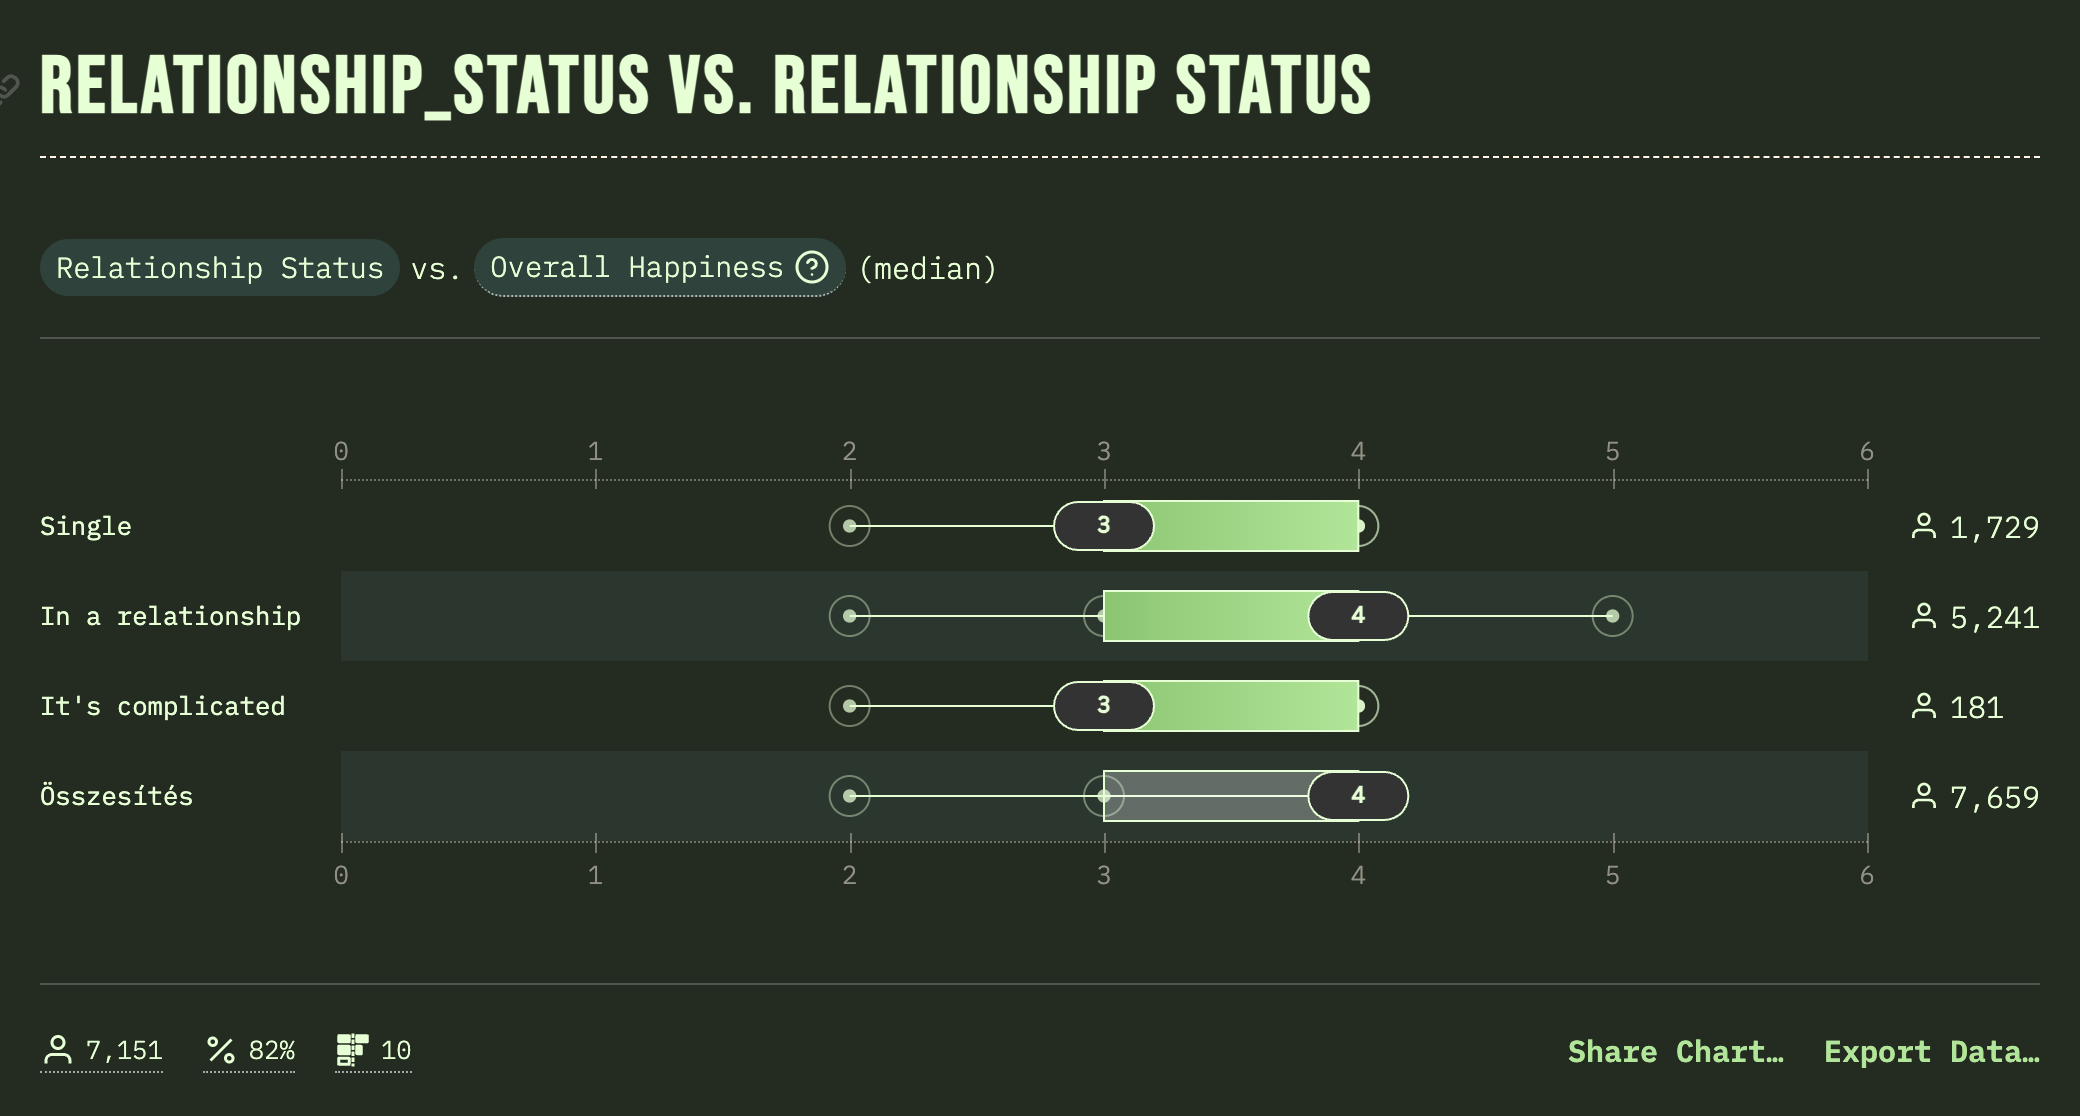 RELATIONSHIP_STATUS VS. RELATIONSHIP STATUS
Relationship Status vs. Overall Happiness ? (median)
0 1 2 3 4 5 6
Single 3 1,729
In a relationship 4 5,241
It's complicated 3 181
Összesítés 4 7,659
0 1 2 3 4 5 6
7,151 % 82% 10 Share Chart… Export Data…